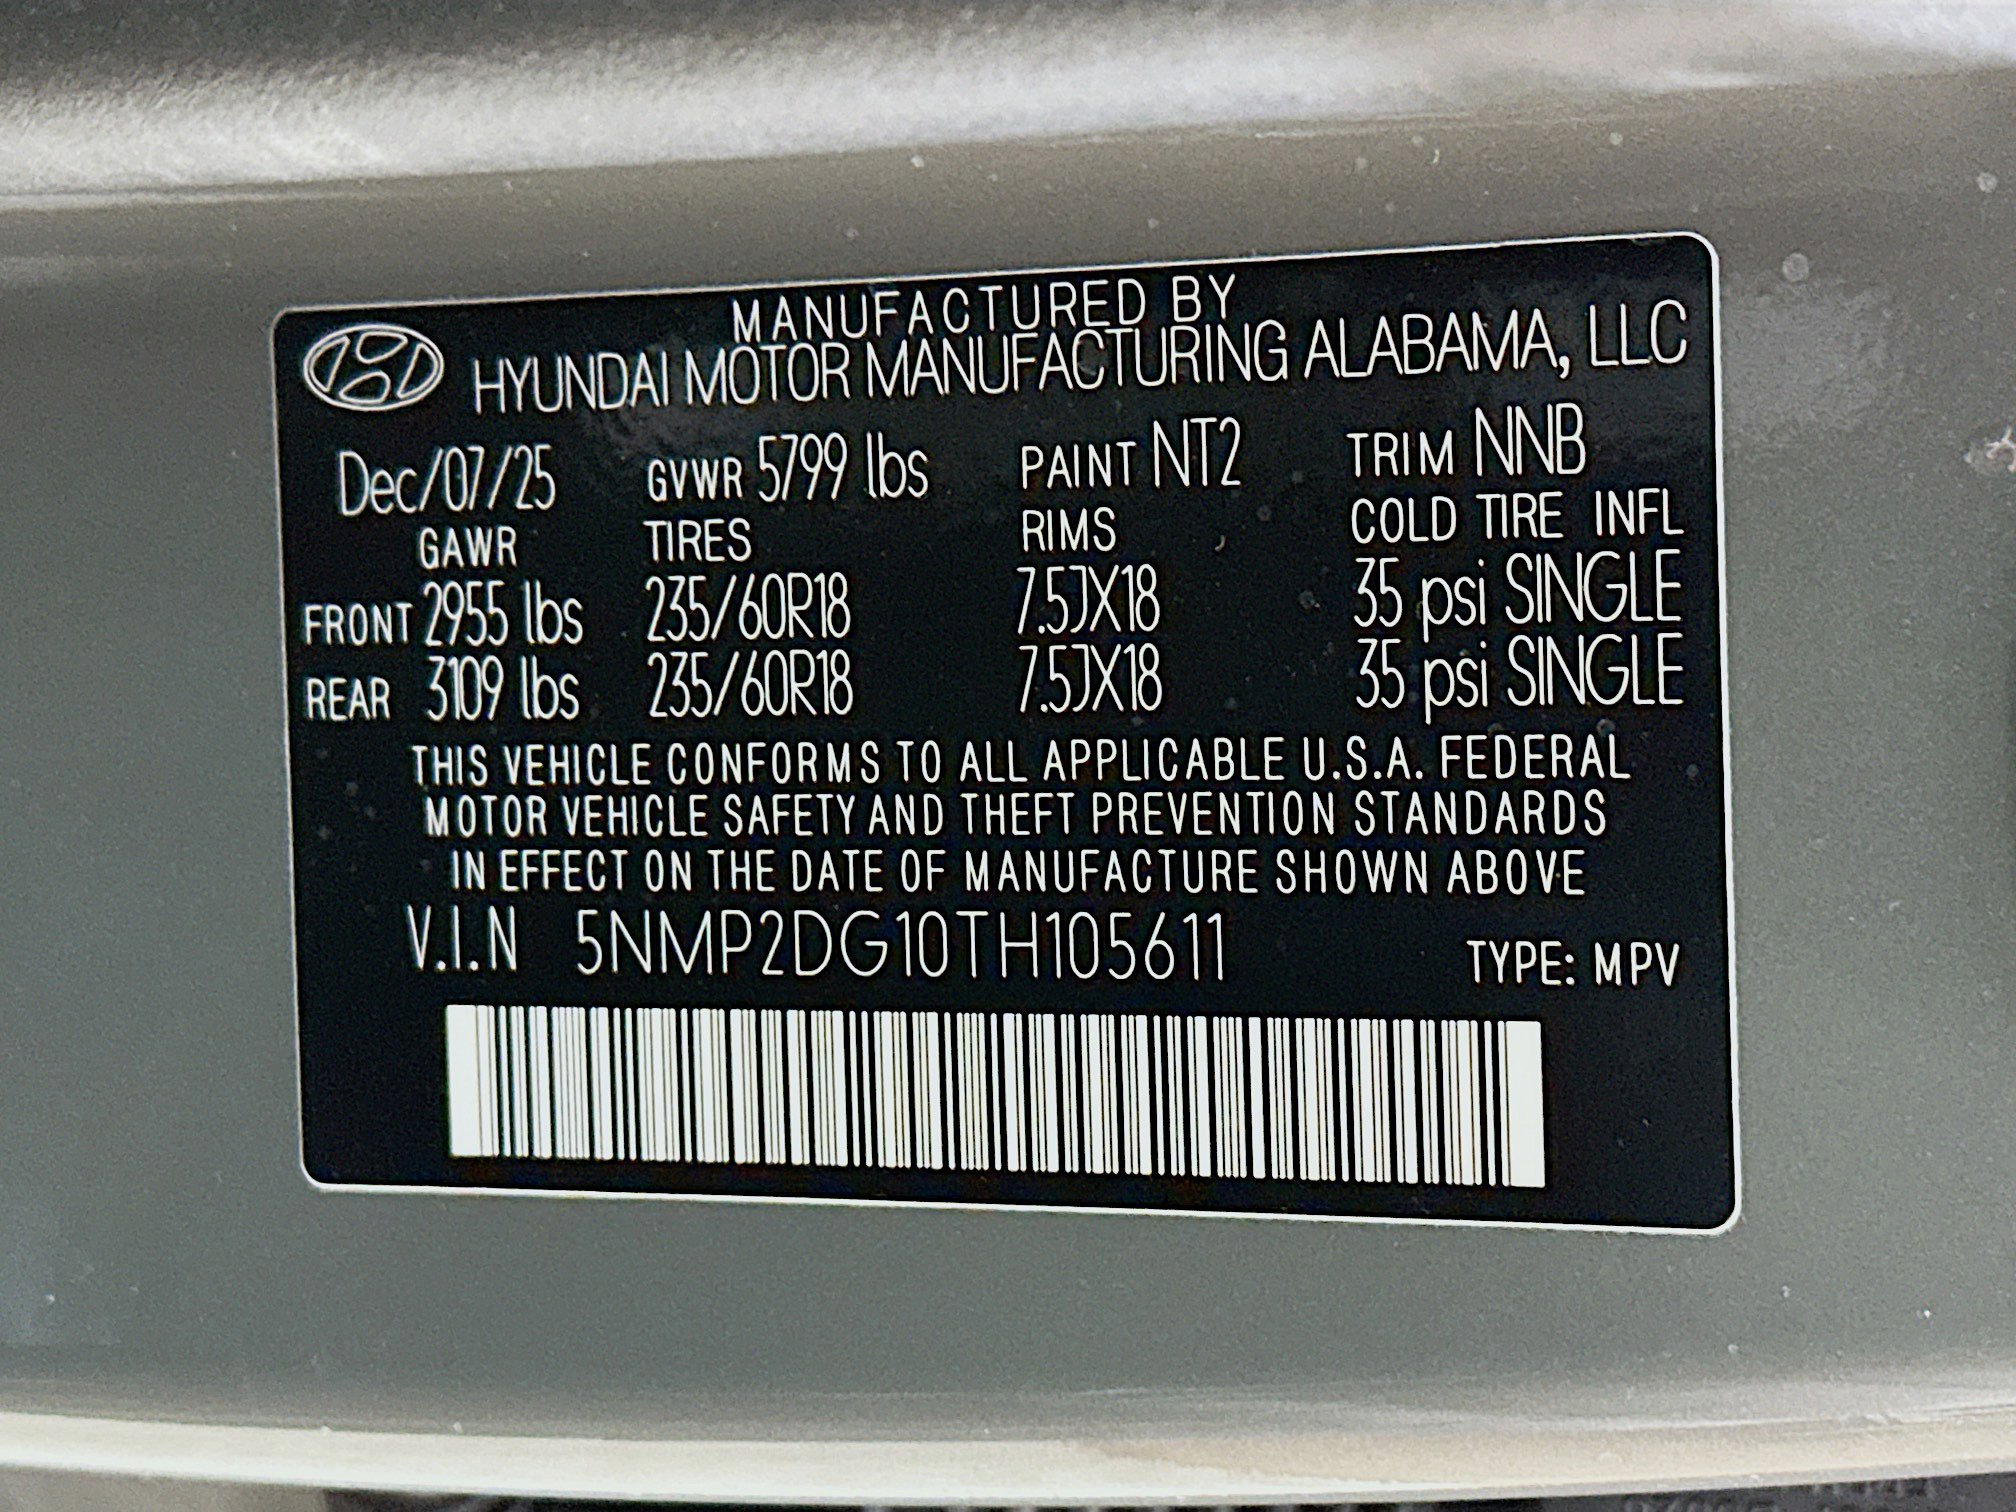 MANUFACTURED BY
HYUNDAI MOTOR MANUFACTURING ALABAMA, LLC
Dec/07/25 GVWR 5799 lbs PAINT NT2 TRIM NNB
GAWR TIRES RIMS COLD TIRE INFL
FRONT 2955 lbs 235/60R18 7.5JX18 35 psi SINGLE
REAR 3109 lbs 235/60R18 7.5JX18 35 psi SINGLE
THIS VEHICLE CONFORMS TO ALL APPLICABLE U.S.A. FEDERAL
MOTOR VEHICLE SAFETY AND THEFT PREVENTION STANDARDS
IN EFFECT ON THE DATE OF MANUFACTURE SHOWN ABOVE
V.I.N 5NMP2DG10TH105611 TYPE: MPV